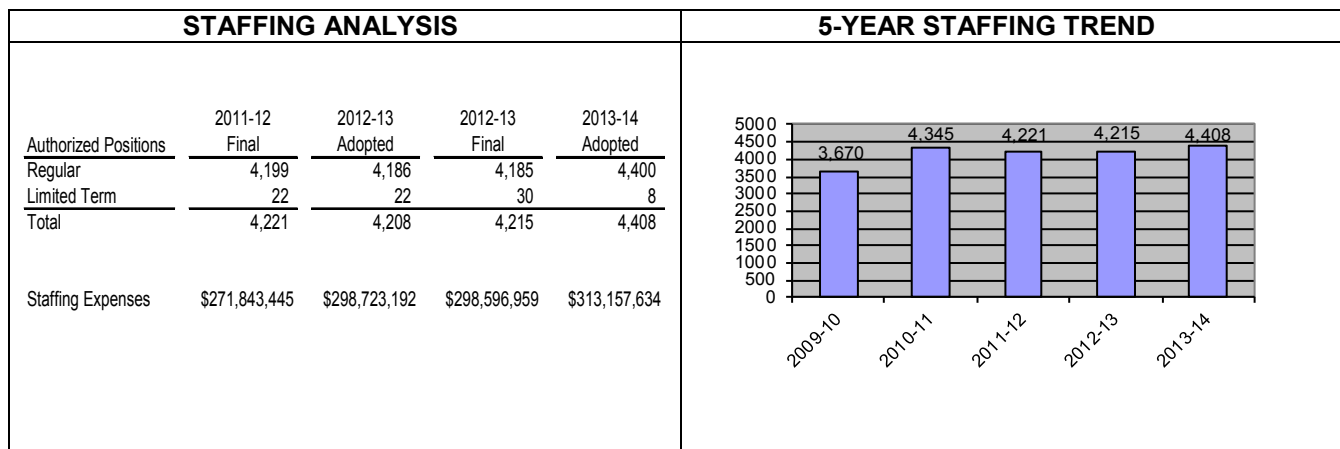 STAFFING ANALYSIS
5-YEAR STAFFING TREND
2011-12 2012-13 2012-13 2013-14
Authorized Positions Final Adopted Final Adopted
Regular 4,199 4,186 4,185 4,400
Limited Term 22 22 30 8
Total 4,221 4,208 4,215 4,408
Staffing Expenses $271,843,445 $298,723,192 $298,596,959 $313,157,634
5000
4500
4000
3500
3000
2500
2000
1500
1000
500
0
3,670 4,345 4,221 4,215 4,408
2009-10 2010-11 2011-12 2012-13 2013-14